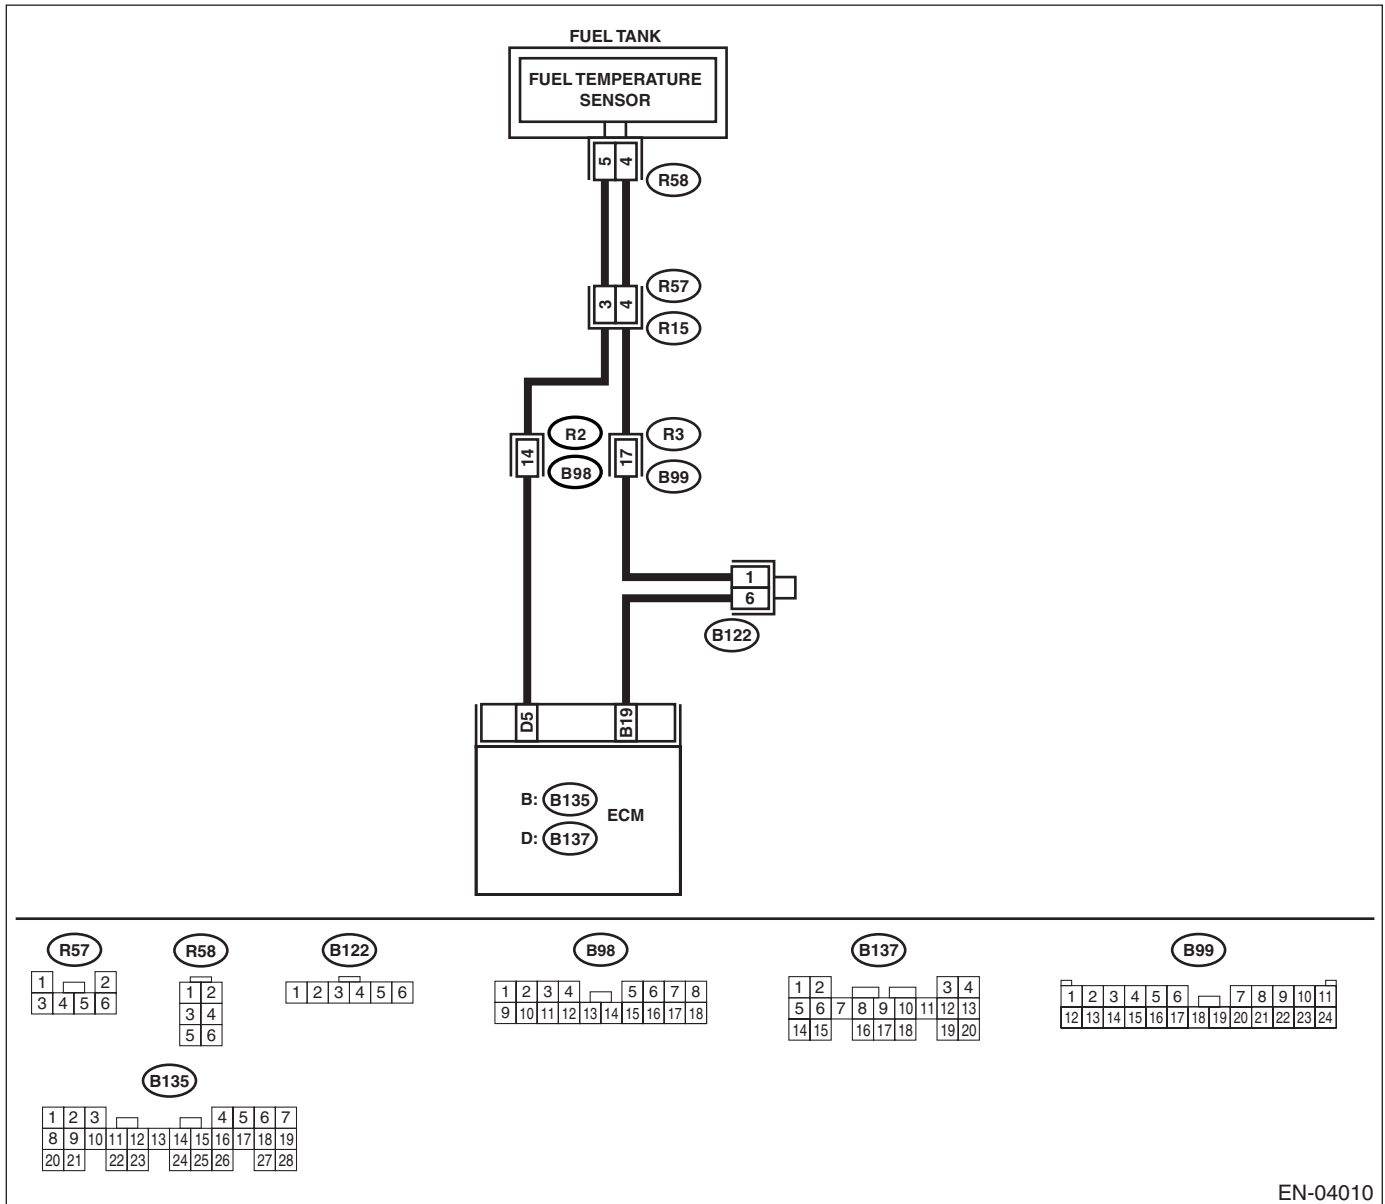 FUEL TANK
FUEL TEMPERATURE
SENSOR
5 4
R58
R57
3 4
R15
R2 R3
14 17
B98 B99
1
6
B122
D5 B19
B: B135
ECM
D: B137
R57 R58 B122 B98 B137 B99
1 2
3 4 5 6
1 2
3 4
5 6
1 2 3 4 5 6
1 2 3 4 5 6 7 8
9 10 11 12 13 14 15 16 17 18
1 2 3 4
5 6 7 8 9 10 11 12 13
14 15 16 17 18 19 20
1 2 3 4 5 6 7 8 9 10 11
12 13 14 15 16 17 18 19 20 21 22 23 24
B135
1 2 3 4 5 6 7
8 9 10 11 12 13 14 15 16 17 18 19
20 21 22 23 24 25 26 27 28
EN-04010